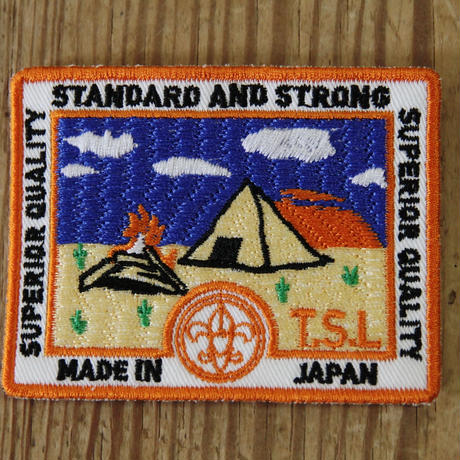 STANDARD AND STRONG
SUPERIOR QUALITY
SUPERIOR QUALITY
T.S.L
MADE IN JAPAN